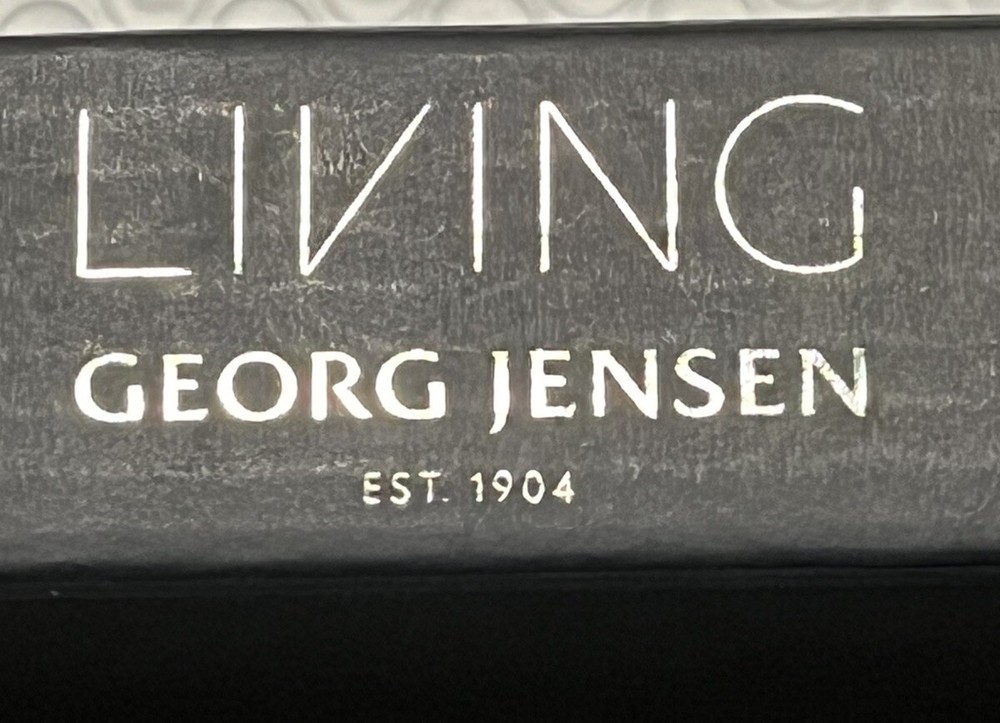 LIVING
GEORG JENSEN
EST. 1904